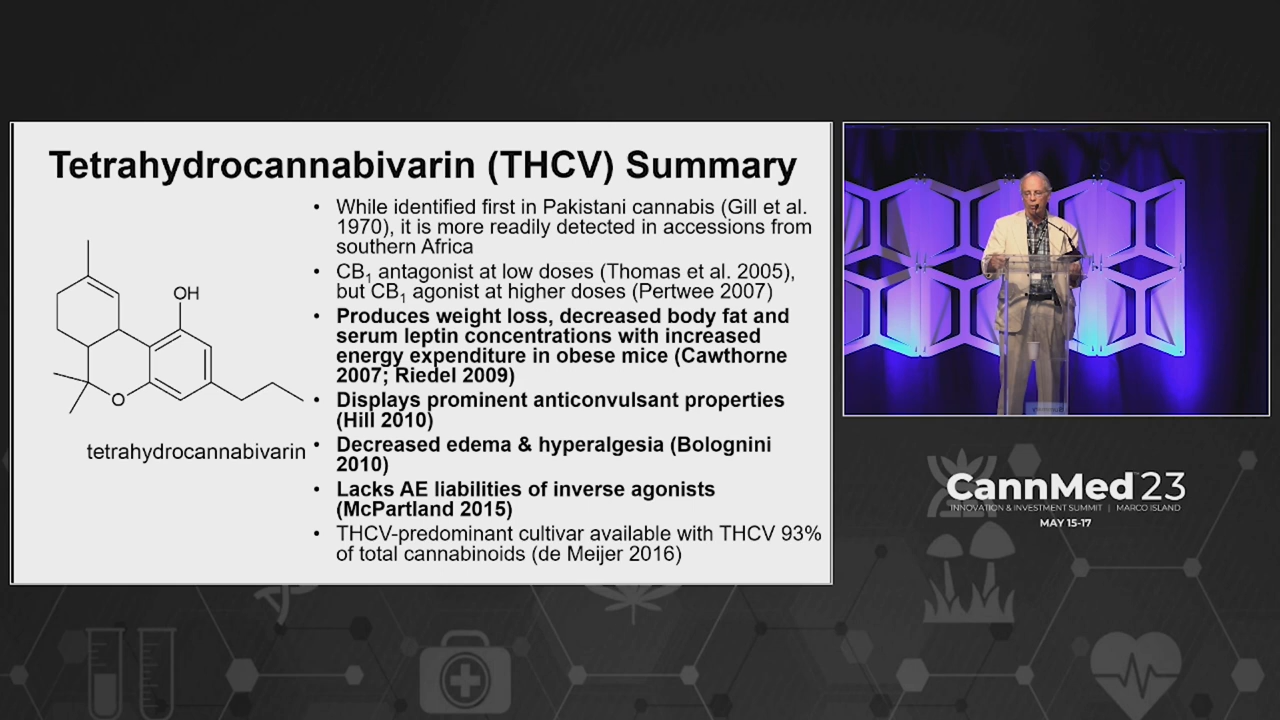 Tetrahydrocannabivarin (THCV) Summary
• While identified first in Pakistani cannabis (Gill et al.
1970), it is more readily detected in accessions from
southern Africa
• CB₁ antagonist at low doses (Thomas et al. 2005),
but CB₁ agonist at higher doses (Pertwee 2007)
• Produces weight loss, decreased body fat and
serum leptin concentrations with increased
energy expenditure in obese mice (Cawthorne
2007; Riedel 2009)
• Displays prominent anticonvulsant properties
(Hill 2010)
• Decreased edema & hyperalgesia (Bolognini
2010)
• Lacks AE liabilities of inverse agonists
(McPartland 2015)
• THCV-predominant cultivar available with THCV 93%
of total cannabinoids (de Meijer 2016)
OH
O
tetrahydrocannabivarin
CannMed™23
INNOVATION & INVESTMENT SUMMIT | MARCO ISLAND
MAY 15-17